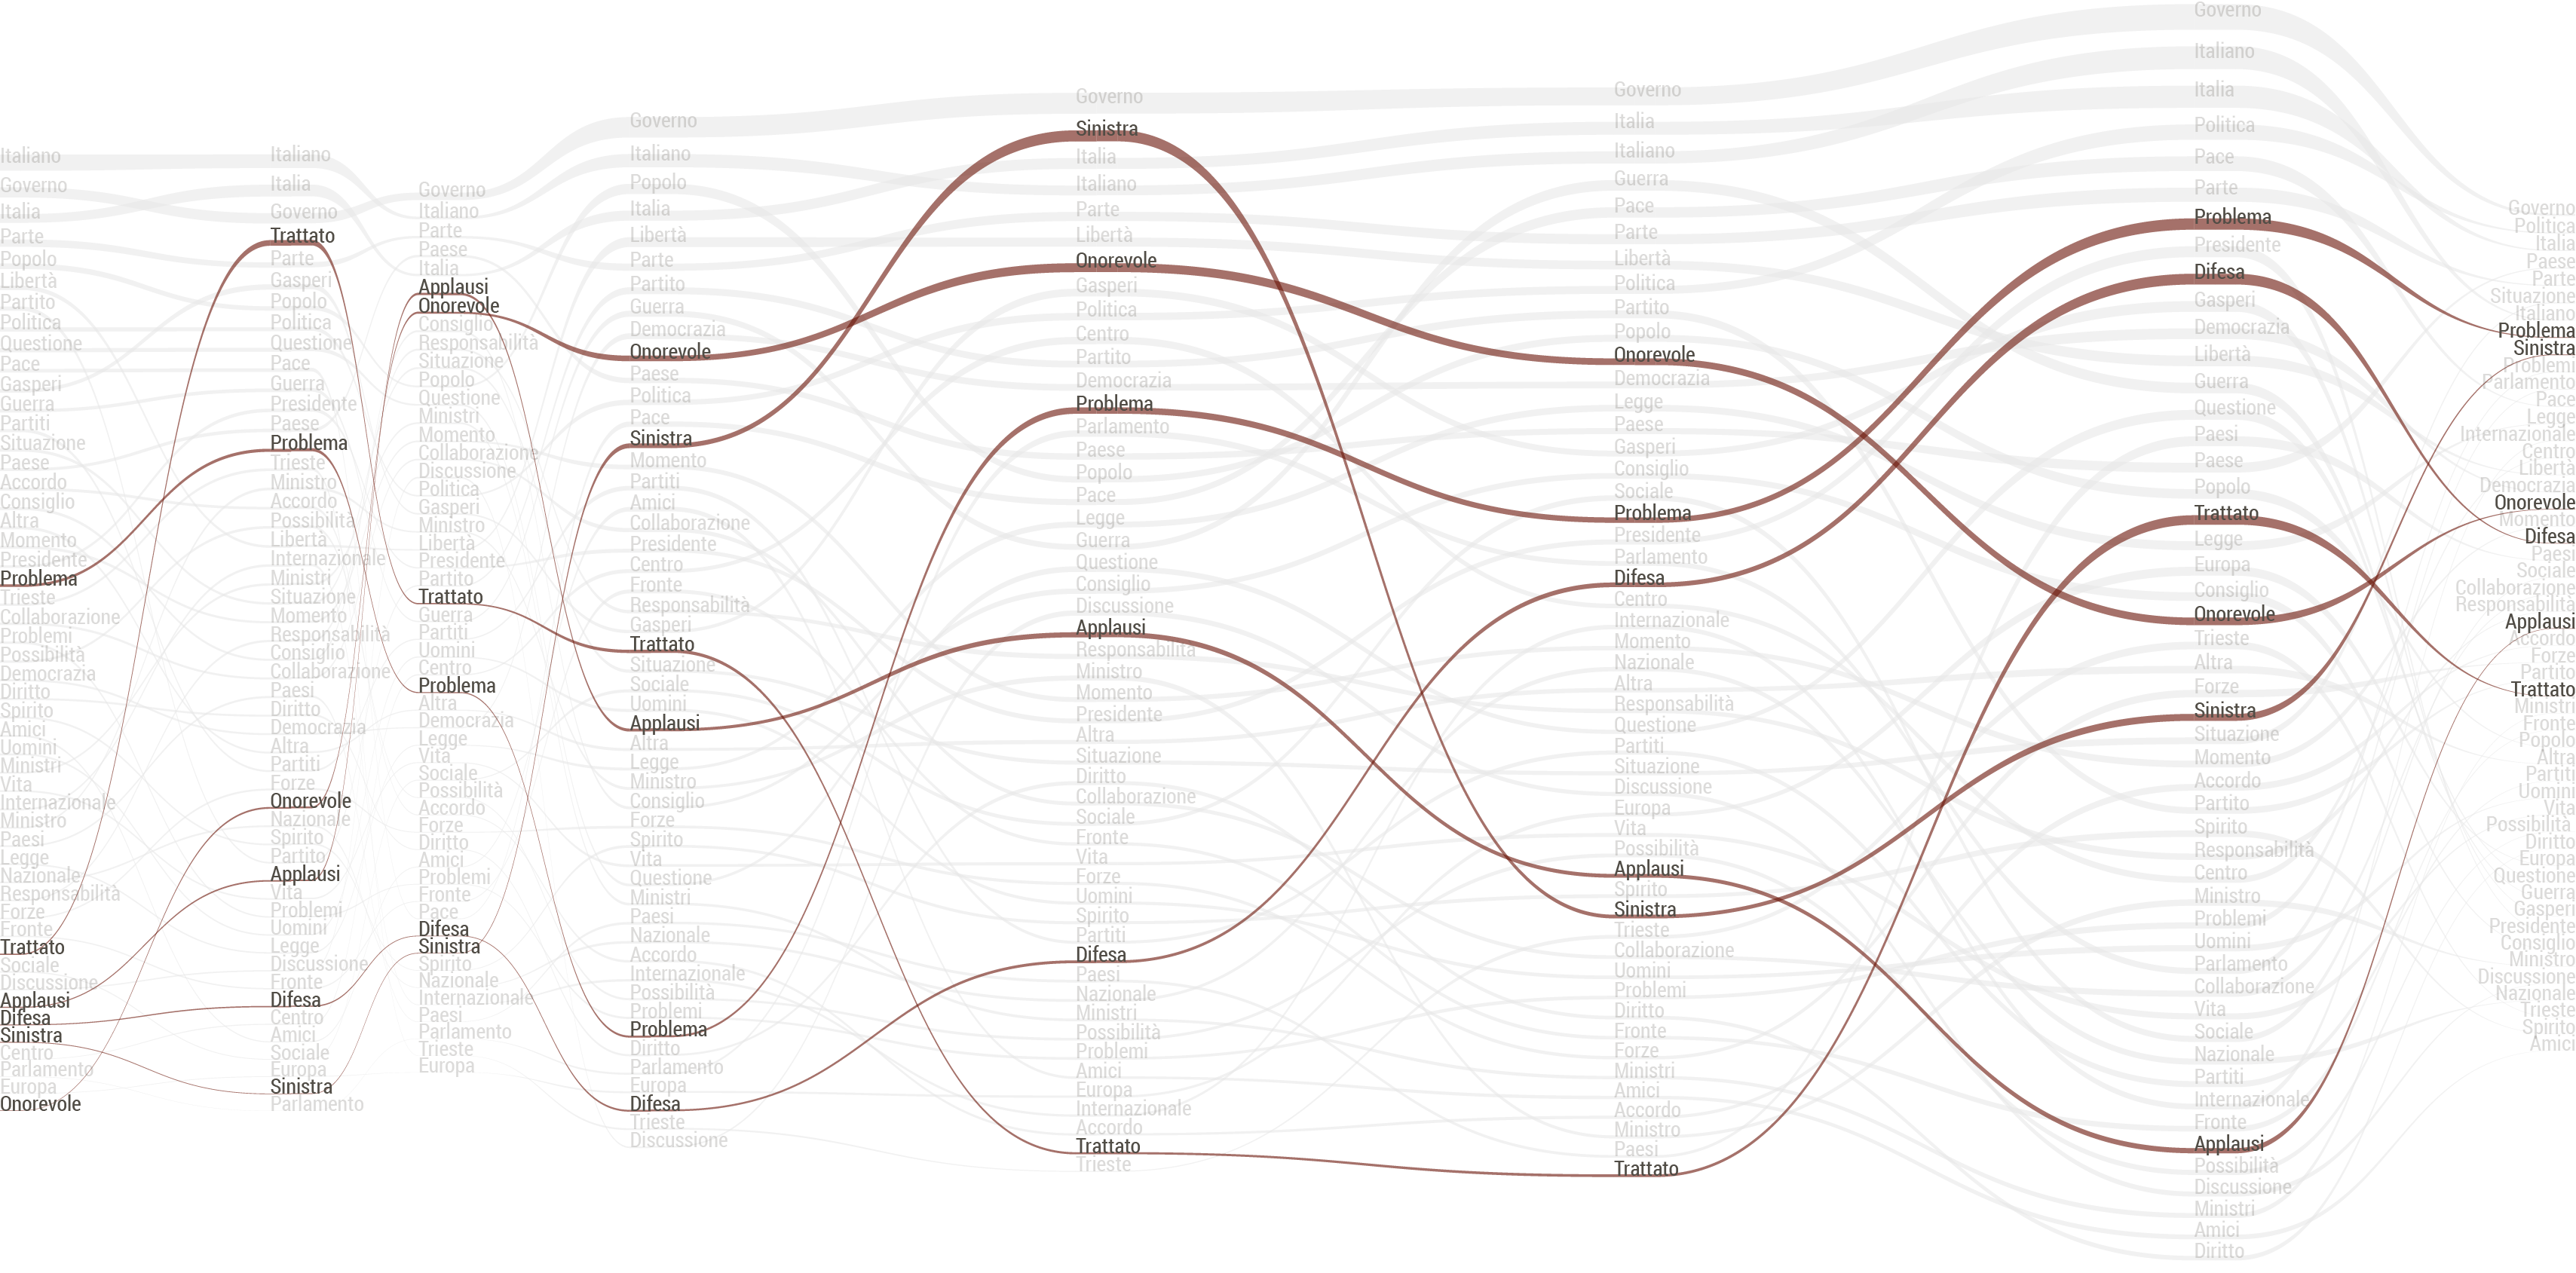 Italiano
Governo
Italia
Parte
Popolo
Libertà
Partito
Politica
Questione
Pace
Gasperi
Guerra
Partiti
Situazione
Paese
Accordo
Consiglio
Altra
Momento
Presidente
Problema
Trieste
Collaborazione
Problemi
Possibilità
Democrazia
Diritto
Spirito
Amici
Uomini
Ministri
Vita
Internazionale
Ministro
Paesi
Legge
Nazionale
Responsabilità
Forze
Fronte
Trattato
Sociale
Discussione
Applausi
Difesa
Sinistra
Centro
Parlamento
Europa
Onorevole
Italiano
Italia
Governo
Trattato
Parte
Gasperi
Popolo
Politica
Questione
Pace
Guerra
Presidente
Paese
Problema
Trieste
Ministro
Accordo
Possibilità
Libertà
Internazionale
Ministri
Situazione
Momento
Responsabilità
Consiglio
Collaborazione
Paesi
Diritto
Democrazia
Altra
Partiti
Forze
Onorevole
Nazionale
Spirito
Partito
Applausi
Vita
Problemi
Uomini
Legge
Discussione
Fronte
Difesa
Centro
Amici
Sociale
Europa
Sinistra
Parlamento
Governo
Italiano
Parte
Paese
Italia
Applausi
Onorevole
Consiglio
Responsabilità
Situazione
Popolo
Questione
Ministri
Momento
Collaborazione
Discussione
Politica
Gasperi
Ministro
Libertà
Presidente
Partito
Trattato
Guerra
Partiti
Uomini
Centro
Problema
Altra
Democrazia
Legge
Vita
Sociale
Possibilità
Accordo
Forze
Diritto
Amici
Problemi
Fronte
Pace
Difesa
Sinistra
Spirito
Nazionale
Internazionale
Paesi
Parlamento
Trieste
Europa
Governo
Italiano
Popolo
Italia
Libertà
Parte
Partito
Guerra
Democrazia
Onorevole
Paese
Politica
Pace
Sinistra
Momento
Partiti
Amici
Collaborazione
Presidente
Centro
Fronte
Responsabilità
Gasperi
Trattato
Situazione
Sociale
Uomini
Applausi
Altra
Legge
Ministro
Consiglio
Forze
Spirito
Vita
Questione
Ministri
Paesi
Nazionale
Accordo
Internazionale
Possibilità
Problemi
Problema
Diritto
Parlamento
Europa
Difesa
Trieste
Discussione
Governo
Sinistra
Italia
Italiano
Parte
Libertà
Onorevole
Gasperi
Politica
Centro
Partito
Democrazia
Problema
Parlamento
Paese
Popolo
Pace
Legge
Guerra
Questione
Consiglio
Discussione
Applausi
Responsabilità
Ministro
Momento
Presidente
Altra
Situazione
Diritto
Collaborazione
Sociale
Fronte
Vita
Forze
Uomini
Spirito
Partiti
Difesa
Paesi
Nazionale
Ministri
Possibilità
Problemi
Amici
Europa
Internazionale
Accordo
Trattato
Trieste
Governo
Italia
Italiano
Guerra
Pace
Parte
Libertà
Politica
Partito
Popolo
Onorevole
Democrazia
Legge
Paese
Gasperi
Consiglio
Sociale
Problema
Presidente
Parlamento
Difesa
Centro
Internazionale
Momento
Nazionale
Altra
Responsabilità
Questione
Partiti
Situazione
Discussione
Europa
Vita
Possibilità
Applausi
Spirito
Sinistra
Trieste
Collaborazione
Uomini
Problemi
Diritto
Fronte
Forze
Ministri
Amici
Accordo
Ministro
Paesi
Trattato
Governo
Italiano
Italia
Politica
Pace
Parte
Problema
Presidente
Difesa
Gasperi
Democrazia
Libertà
Guerra
Questione
Paesi
Paese
Popolo
Trattato
Legge
Europa
Consiglio
Onorevole
Trieste
Altra
Forze
Sinistra
Situazione
Momento
Accordo
Partito
Spirito
Responsabilità
Centro
Ministro
Problemi
Uomini
Parlamento
Collaborazione
Vita
Sociale
Nazionale
Partiti
Internazionale
Fronte
Applausi
Possibilità
Discussione
Ministri
Amici
Diritto
Governo
Politica
Italia
Paese
Parte
Situazione
Italiano
Problema
Sinistra
Problemi
Parlamento
Pace
Legge
Internazionale
Centro
Libertà
Democrazia
Onorevole
Momento
Difesa
Paesi
Sociale
Collaborazione
Responsabilità
Applausi
Accordo
Forze
Partito
Trattato
Ministri
Fronte
Popolo
Altra
Partiti
Uomini
Vita
Possibilità
Diritto
Europa
Questione
Guerra
Gasperi
Presidente
Consiglio
Ministro
Discussione
Nazionale
Trieste
Spirito
Amici